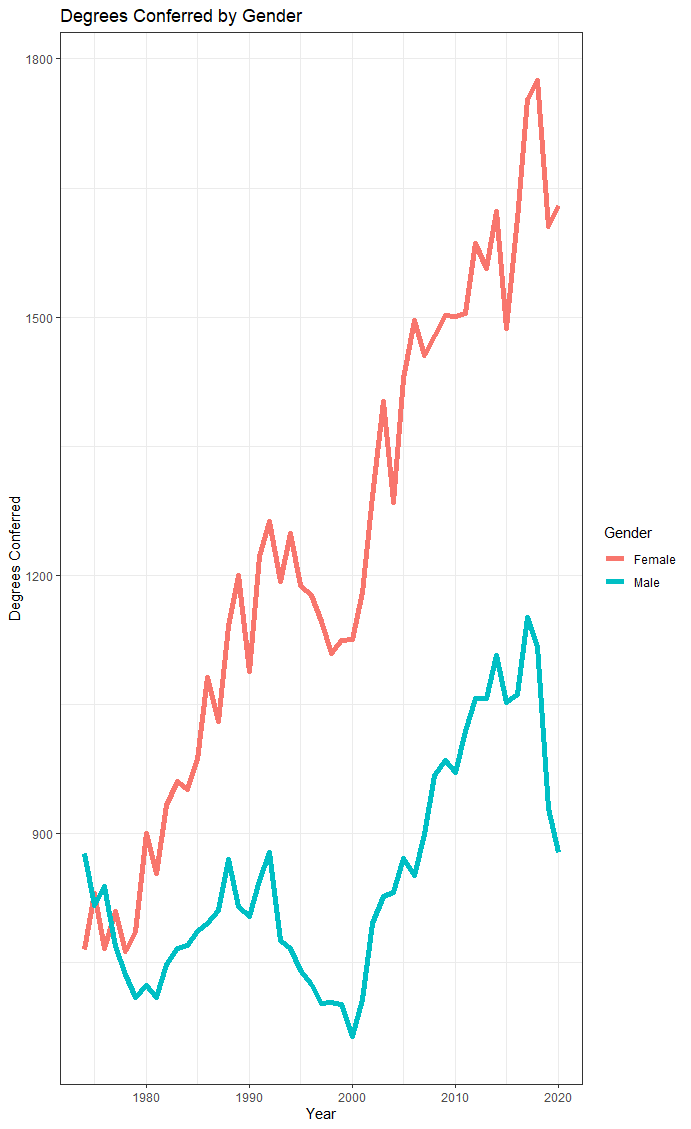 Degrees Conferred by Gender
1800
1500
1200
900
Degrees Conferred
1980 1990 2000 2010 2020
Year
Gender
Female
Male